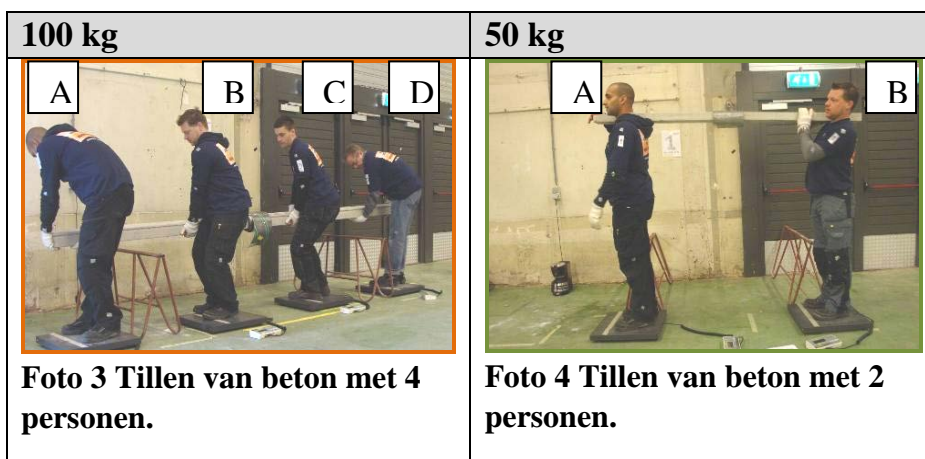 100 kg
50 kg
A
B
C
D
A
B
1
Foto 3 Tillen van beton met 4
personen.
Foto 4 Tillen van beton met 2
personen.